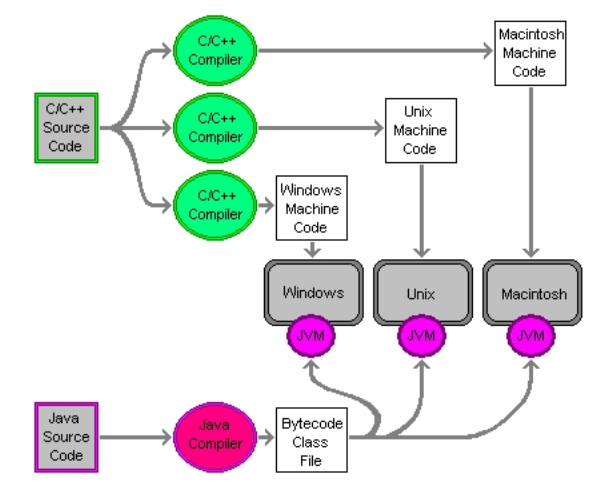 C/C++
Compiler
Macintosh
Machine
Code
C/C++
Source
Code
C/C++
Compiler
Unix
Machine
Code
C/C++
Compiler
Windows
Machine
Code
Windows
Unix
Macintosh
JVM
JVM
JVM
Java
Source
Code
Java
Compiler
Bytecode
Class
File